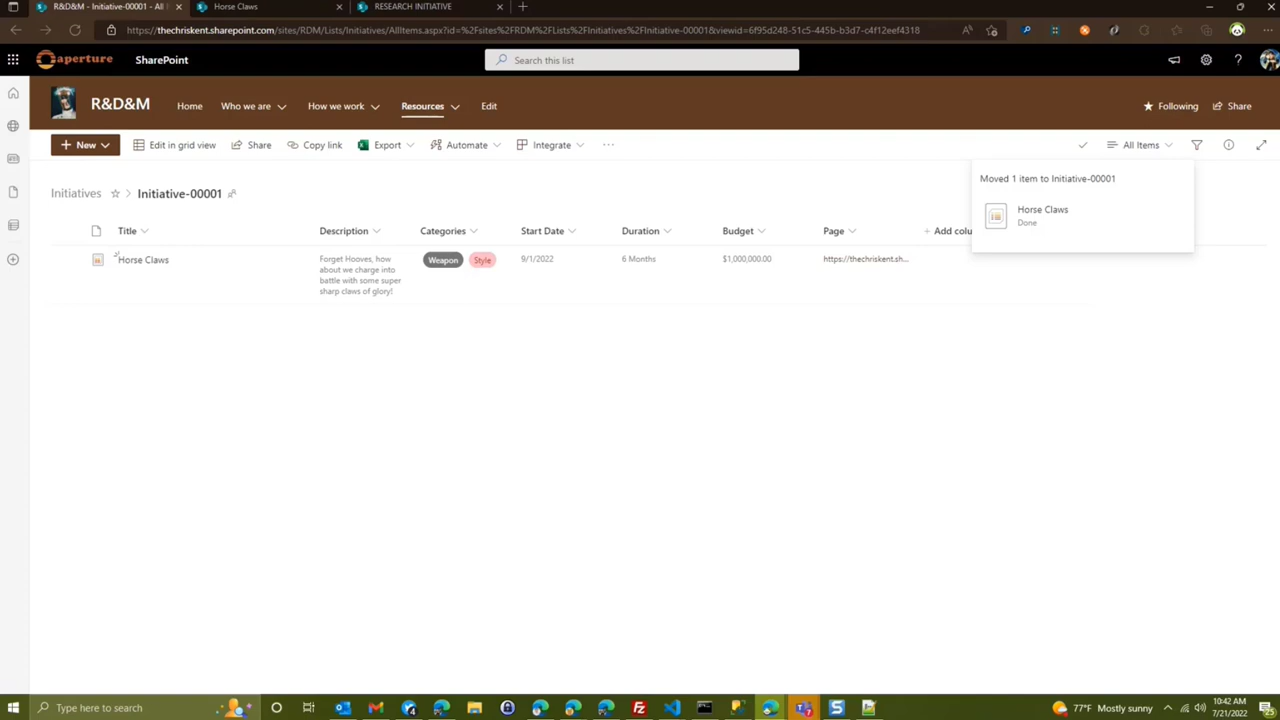 R&D&M - Initiative-00001 - All I
Horse Claws
RESEARCH INITIATIVE
https://thechriskent.sharepoint.com/sites/RDM/Lists/Initiatives/AllItems.aspx?id=%2Fsites%2FRDM%2FLists%2FInitiatives%2FInitiative-00001&viewid=6f95d248-51c5-445b-b3d7-c4f12eef4318
aperture
SharePoint
Search this list
R&D&M
Home
Who we are
How we work
Resources
Edit
Following
Share
New
Edit in grid view
Share
Copy link
Export
Automate
Integrate
All Items
Moved 1 item to Initiative-00001
Horse Claws
Done
Initiatives
Initiative-00001
Title
Description
Categories
Start Date
Duration
Budget
Page
+ Add colu
Horse Claws
Forget Hooves, how
about we charge into
battle with some super
sharp claws of glory!
Weapon
Style
9/1/2022
6 Months
$1,000,000.00
https://thechriskent.sh...
Type here to search
77°F Mostly sunny
10:42 AM
7/21/2022